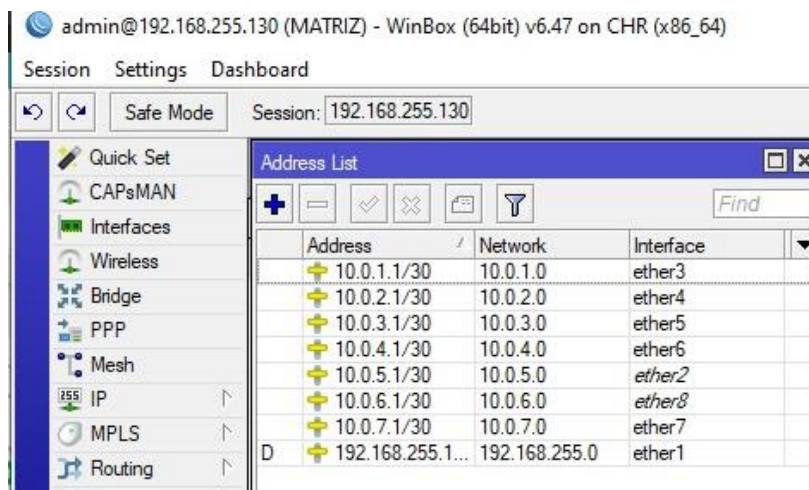 admin@192.168.255.130 (MATRIZ) - WinBox (64bit) v6.47 on CHR (x86_64)
Session Settings Dashboard
Safe Mode Session: 192.168.255.130
Quick Set
CAPsMAN
Interfaces
Wireless
Bridge
PPP
Mesh
255 IP
MPLS
Routing
Address List
Find
Address Network Interface
10.0.1.1/30 10.0.1.0 ether3
10.0.2.1/30 10.0.2.0 ether4
10.0.3.1/30 10.0.3.0 ether5
10.0.4.1/30 10.0.4.0 ether6
10.0.5.1/30 10.0.5.0 ether2
10.0.6.1/30 10.0.6.0 ether8
10.0.7.1/30 10.0.7.0 ether7
D 192.168.255.1... 192.168.255.0 ether1